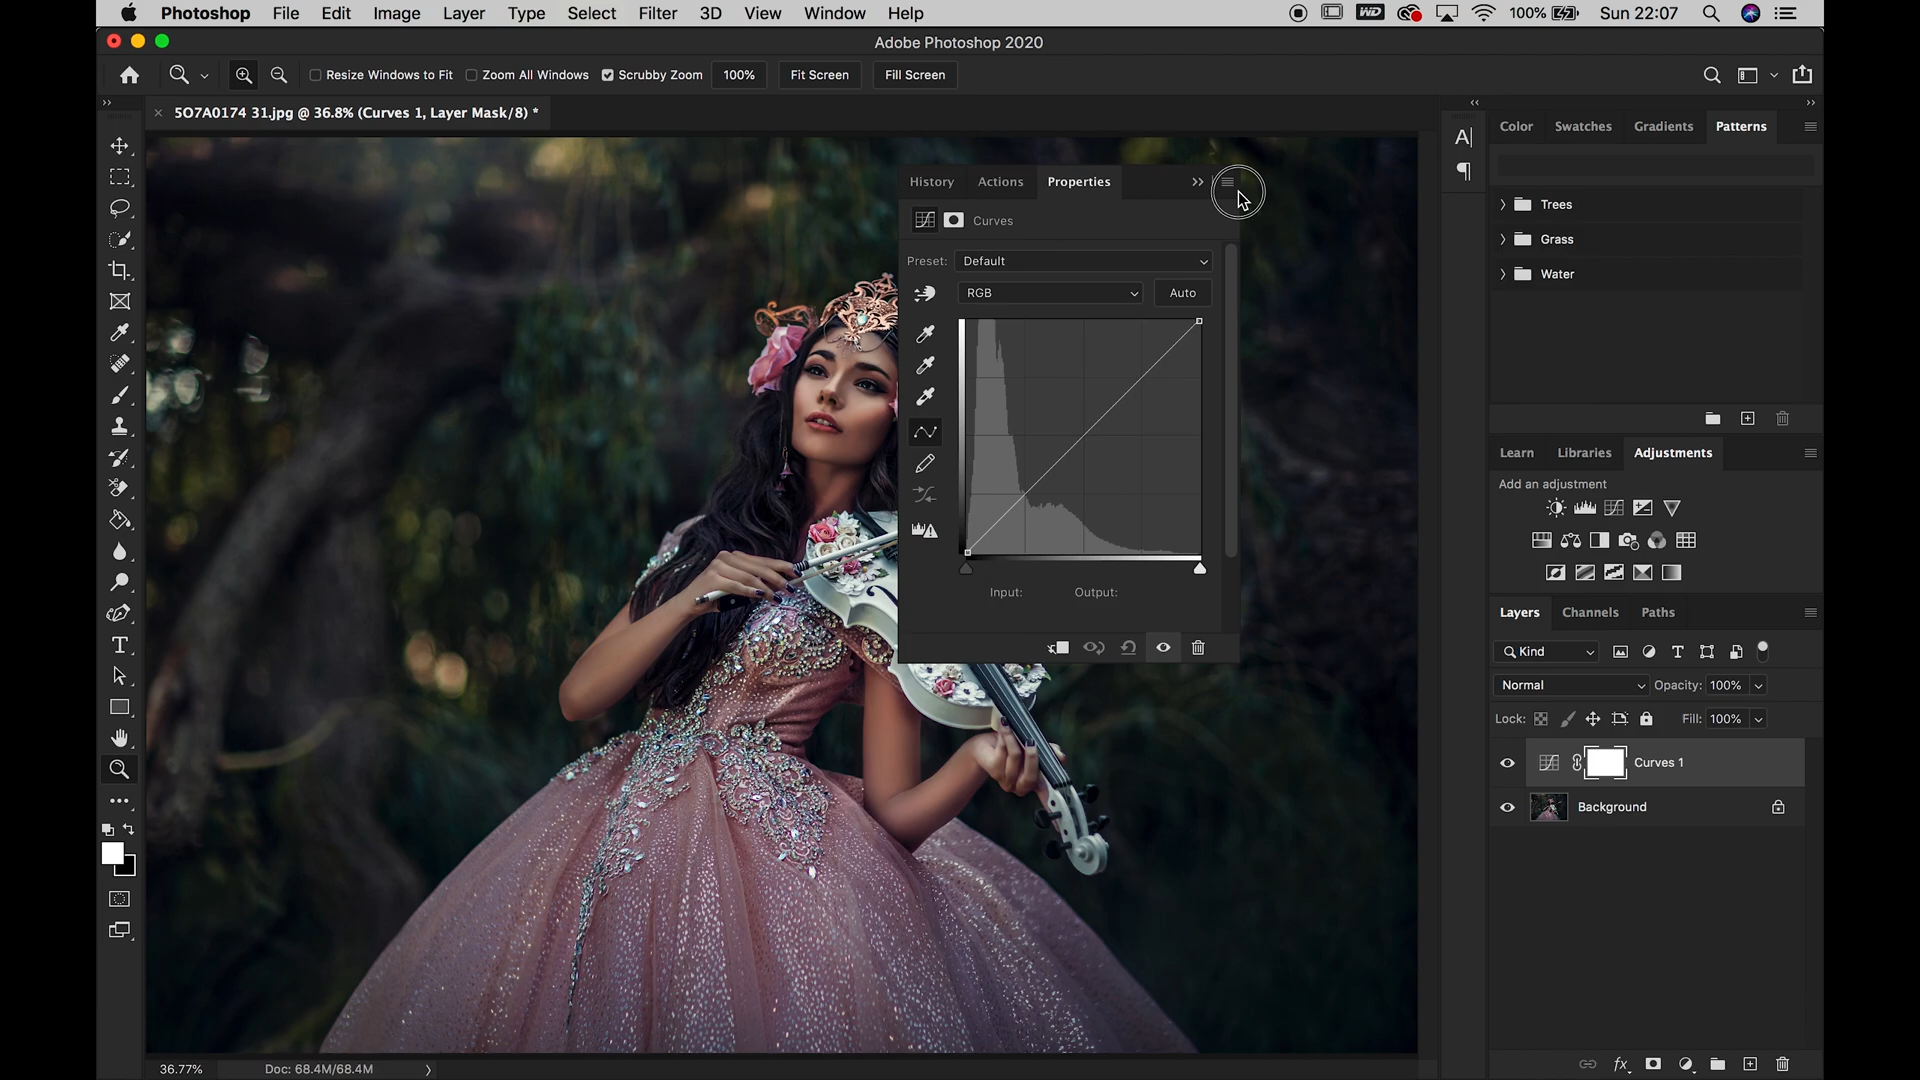 Photoshop File Edit Image Layer Type Select Filter 3D View Window Help WD 100% Sun 22:07
Adobe Photoshop 2020
Resize Windows to Fit Zoom All Windows Scrubby Zoom 100% Fit Screen Fill Screen
5O7A0174 31.jpg @ 36.8% (Curves 1, Layer Mask/8) *
Color Swatches Gradients Patterns
History Actions Properties
Trees
Curves
Grass
Preset: Default
Water
RGB Auto
Learn Libraries Adjustments
Add an adjustment
Input: Output:
Layers Channels Paths
Kind
Normal Opacity: 100%
Lock: Fill: 100%
Curves 1
Background
36.77% Doc: 68.4M/68.4M